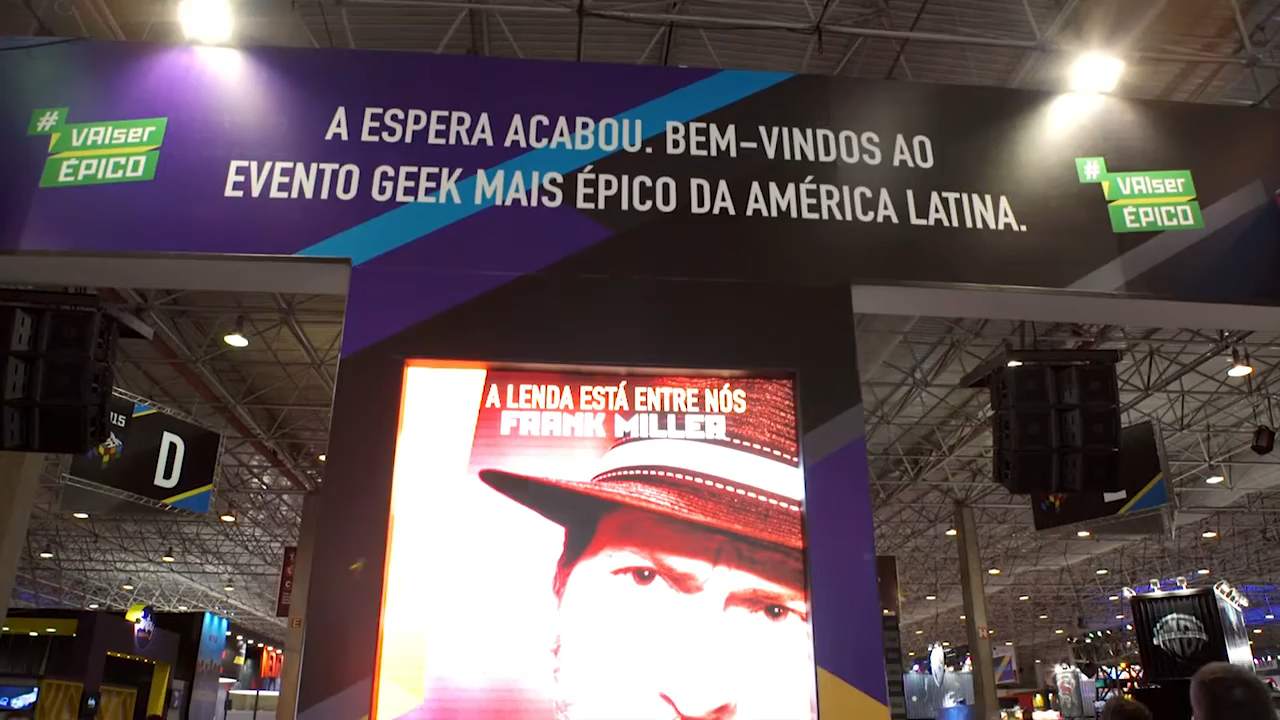 #
VAIser
ÉPICO
A ESPERA ACABOU. BEM-VINDOS AO
EVENTO GEEK MAIS ÉPICO DA AMÉRICA LATINA.
#
VAIser
ÉPICO
A LENDA ESTÁ ENTRE NÓS
FRANK MILLER
D